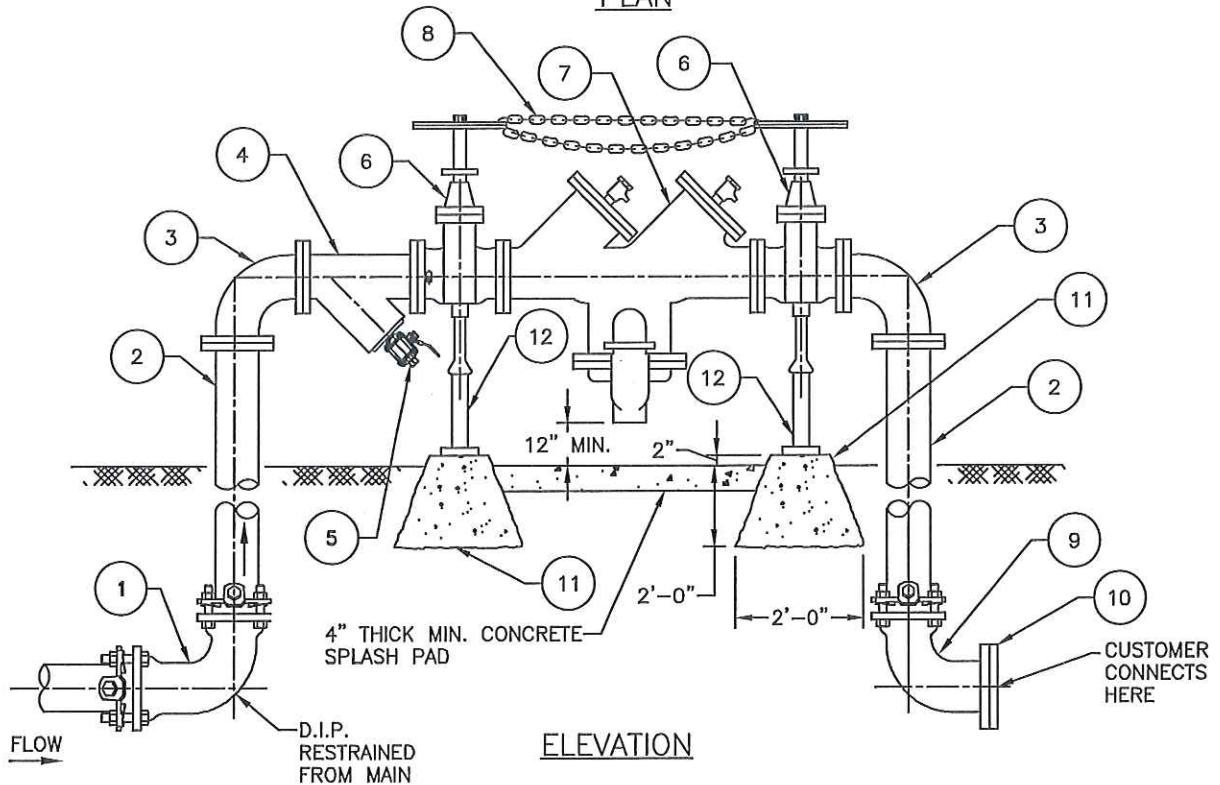 PLAN
8
7
6
4
6
3
3
11
2
12
12
2
12" MIN.
2"
5
11
9
1
2'-0"
2'-0"
10
4" THICK MIN. CONCRETE
SPLASH PAD
CUSTOMER
CONNECTS
HERE
D.I.P.
RESTRAINED
FROM MAIN
FLOW
ELEVATION